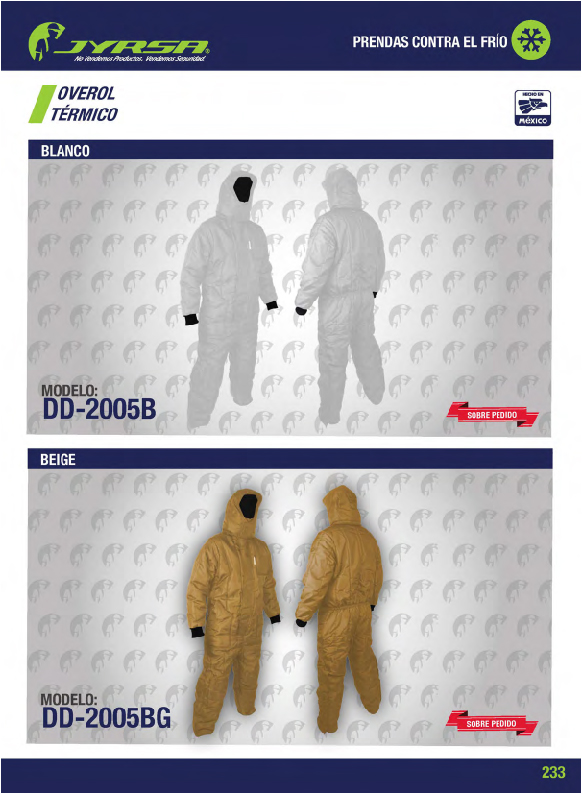 JYRSA®
No Vendemos Productos. Vendemos Seguridad.
PRENDAS CONTRA EL FRÍO
OVEROL
TÉRMICO
HECHO EN
MÉXICO
BLANCO
MODELO:
DD-2005B
SOBRE PEDIDO
BEIGE
MODELO:
DD-2005BG
SOBRE PEDIDO
233